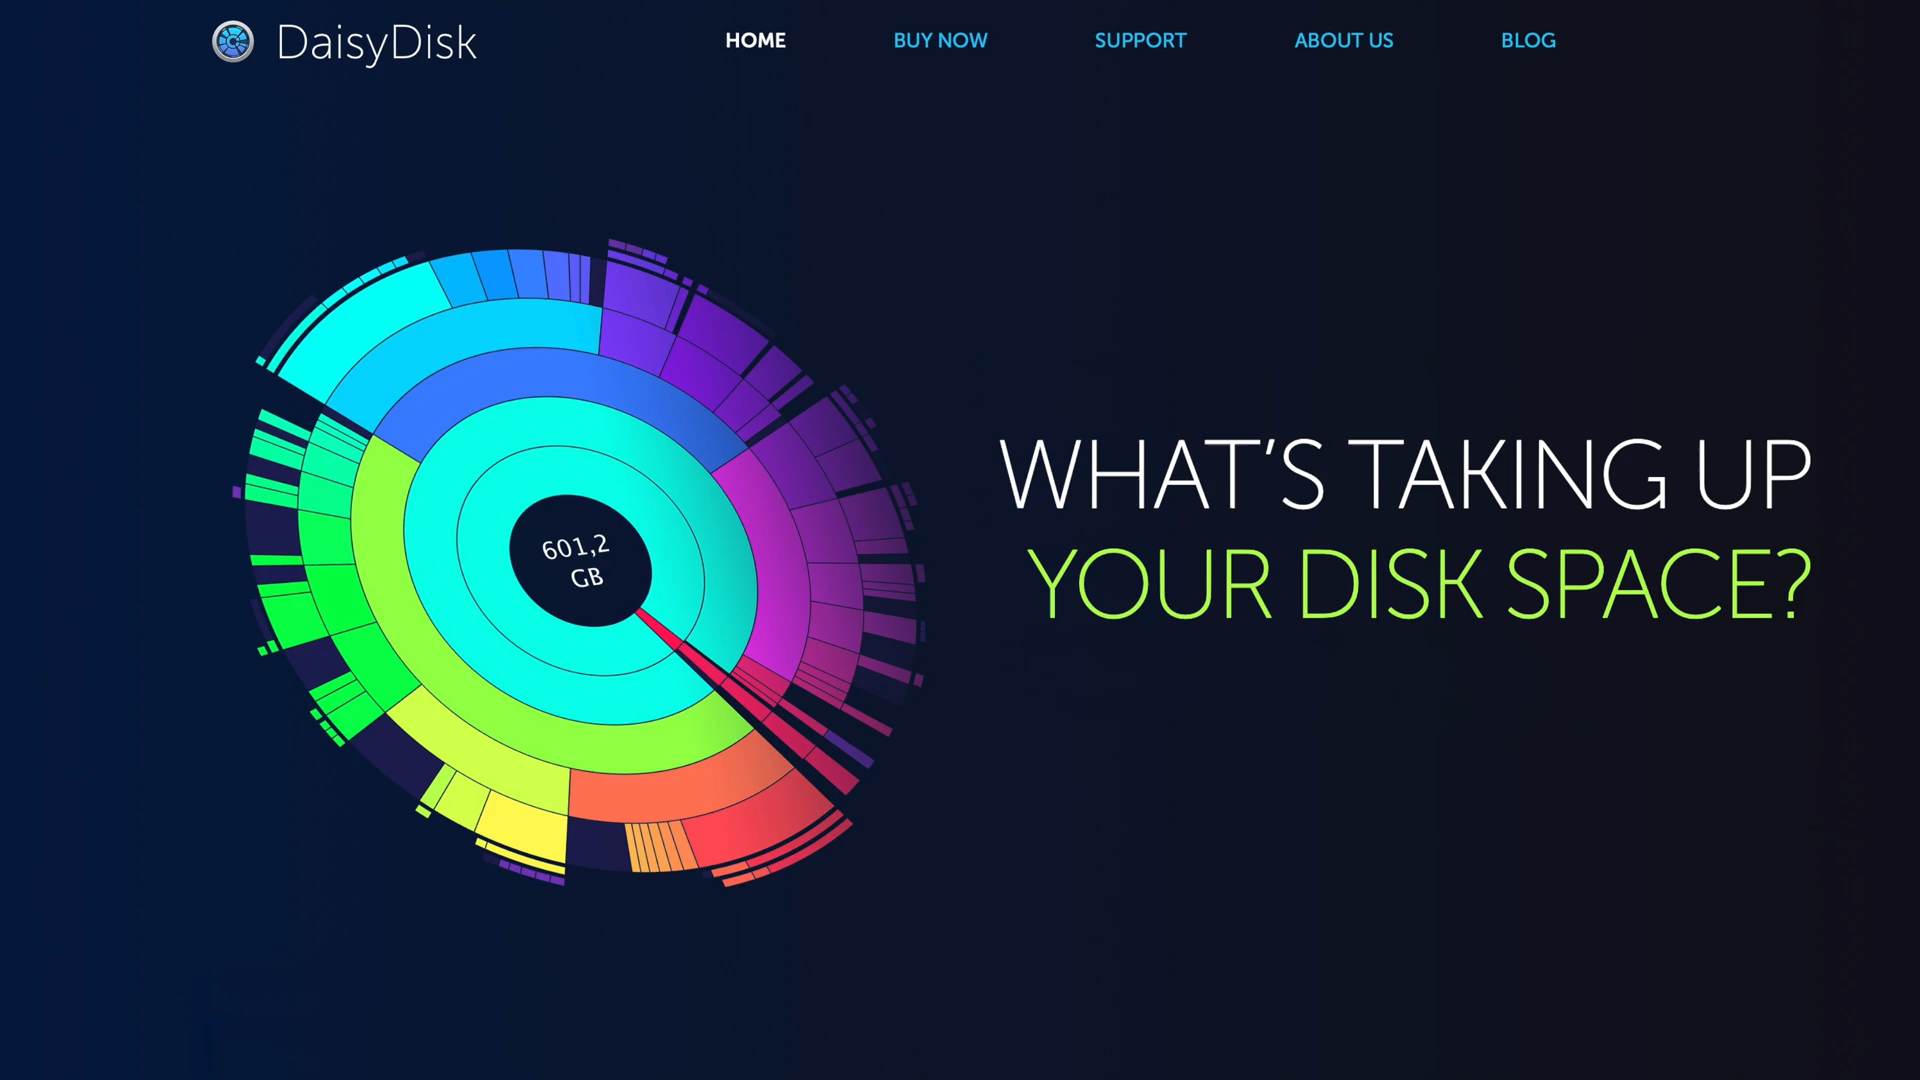 DaisyDisk
HOME
BUY NOW
SUPPORT
ABOUT US
BLOG
601,2
GB
WHAT'S TAKING UP
YOUR DISK SPACE?